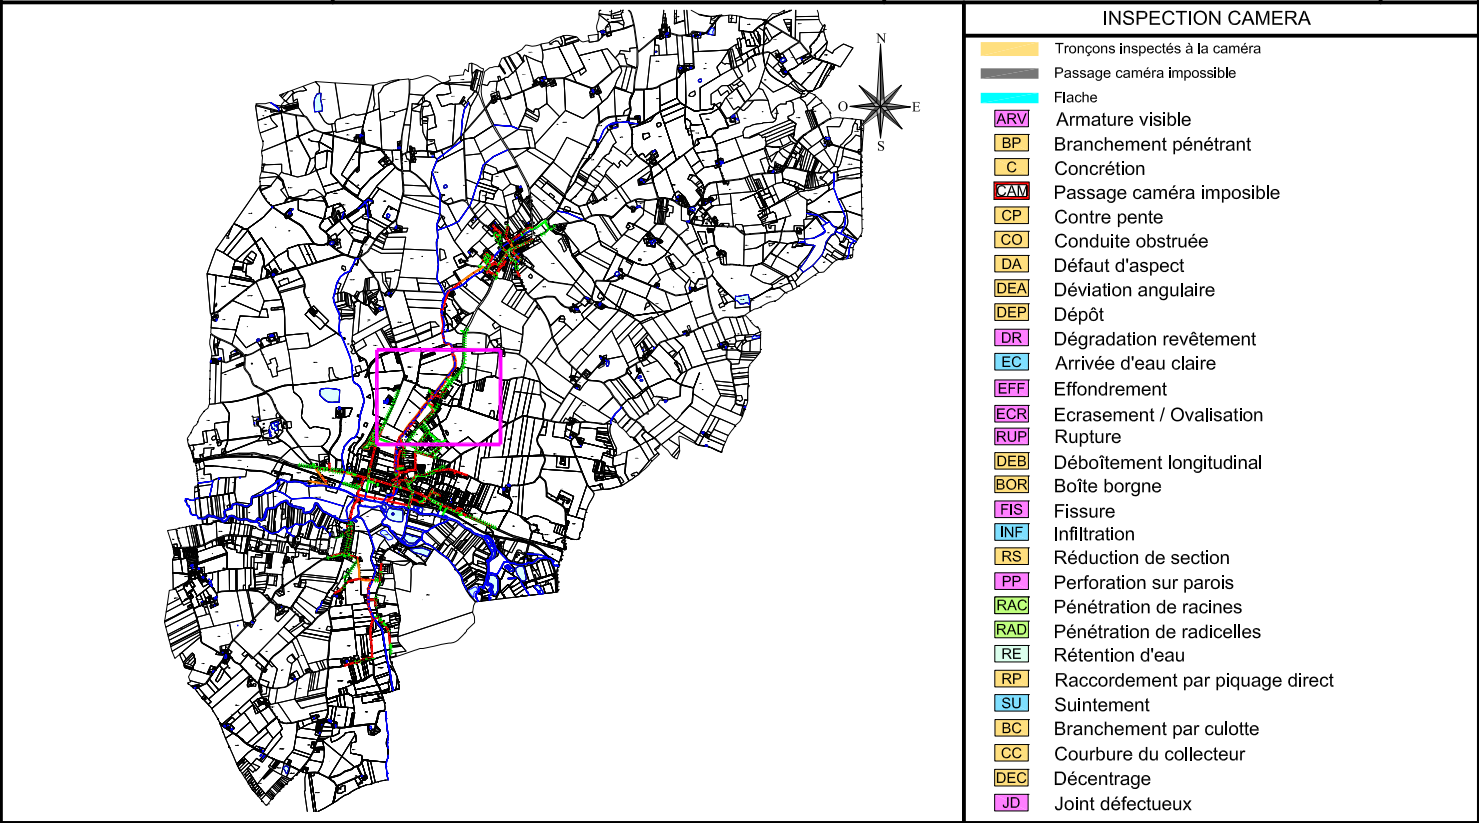 N
O
E
S
INSPECTION CAMERA
Tronçons inspectés à la caméra
Passage caméra impossible
Flache
ARV Armature visible
BP Branchement pénétrant
C Concrétion
CAM Passage caméra imposible
CP Contre pente
CO Conduite obstruée
DA Défaut d'aspect
DEA Déviation angulaire
DEP Dépôt
DR Dégradation revêtement
EC Arrivée d'eau claire
EFF Effondrement
ECR Ecrasement / Ovalisation
RUP Rupture
DEB Déboîtement longitudinal
BOR Boîte borgne
FIS Fissure
INF Infiltration
RS Réduction de section
PP Perforation sur parois
RAC Pénétration de racines
RAD Pénétration de radicelles
RE Rétention d'eau
RP Raccordement par piquage direct
SU Suintement
BC Branchement par culotte
CC Courbure du collecteur
DEC Décentrage
JD Joint défectueux